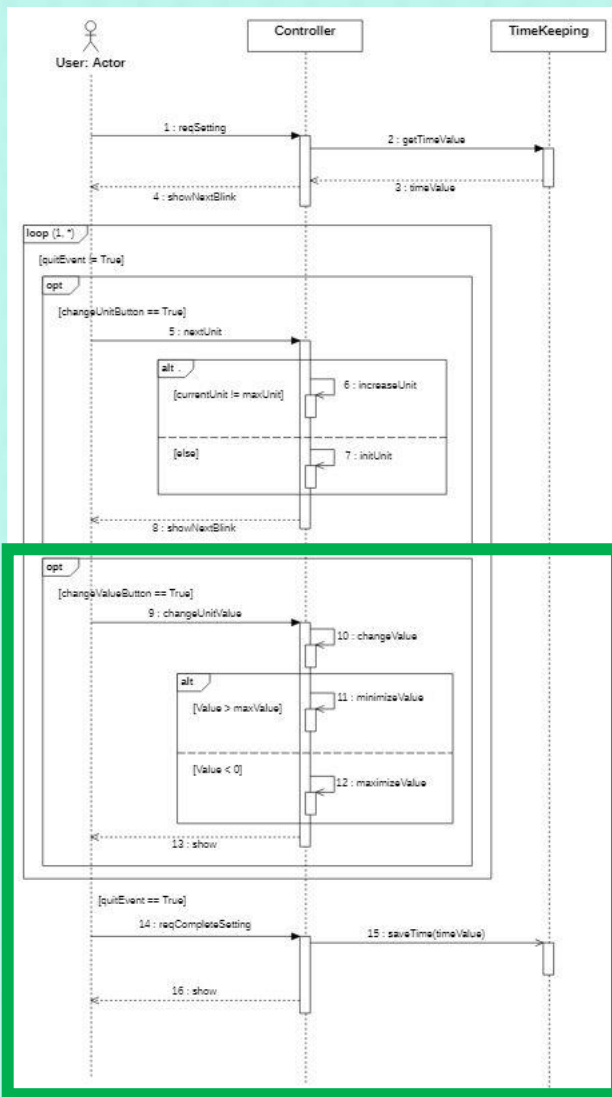 Controller
TimeKeeping
User: Actor
1 : reqSetting
2 : getTimeValue
3 : timeValue
4 : showNextBlink
loop (1, *)
[quitEvent != True]
opt
[changeUnitButton == True]
5 : nextUnit
alt .
[currentUnit != maxUnit]
6 : increaseUnit
[else]
7 : initUnit
8 : showNextBlink
opt
[changeValueButton == True]
9 : changeUnitValue
10 : changeValue
alt
[Value > maxValue]
11 : minimizeValue
[Value < 0]
12 : maximizeValue
13 : show
[quitEvent == True]
14 : reqCompleteSetting
15 : saveTime(timeValue)
16 : show